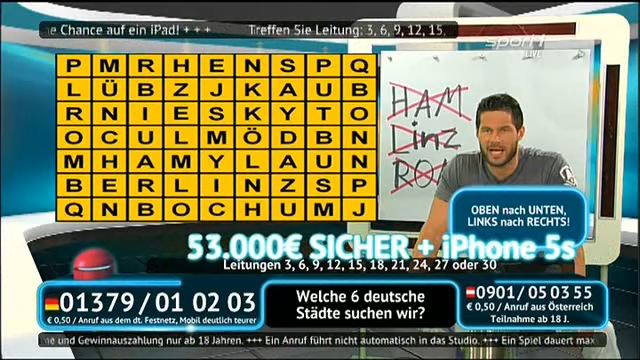 e Chance auf ein iPad! + + + Treffen Sie Leitung: 3, 6, 9, 12, 15,
sport1
LIVE
P M R H E N S P Q
L Ü B Z J K A U B
R N I E S K Y T O
O C U L M Ö D B N
M H A M Y L A U N
B E R L I N Z S P
Q N B O C H U M J
HAM
Linz
ROM
OBEN nach UNTEN,
LINKS nach RECHTS!
53.000€ SICHER + iPhone 5s
Leitungen 3, 6, 9, 12, 15, 18, 21, 24, 27 oder 30
01379 / 01 02 03
€ 0,50 / Anruf aus dem dt. Festnetz, Mobil deutlich teurer
Welche 6 deutsche
Städte suchen wir?
0901 / 05 03 55
€ 0,50 / Anruf aus Österreich
Teilnahme ab 18 J.
me und Gewinnauszahlung nur ab 18 Jahren. +++ Ein Anruf führt nicht automatisch in das Studio. +++ Ein Spiel dauert max